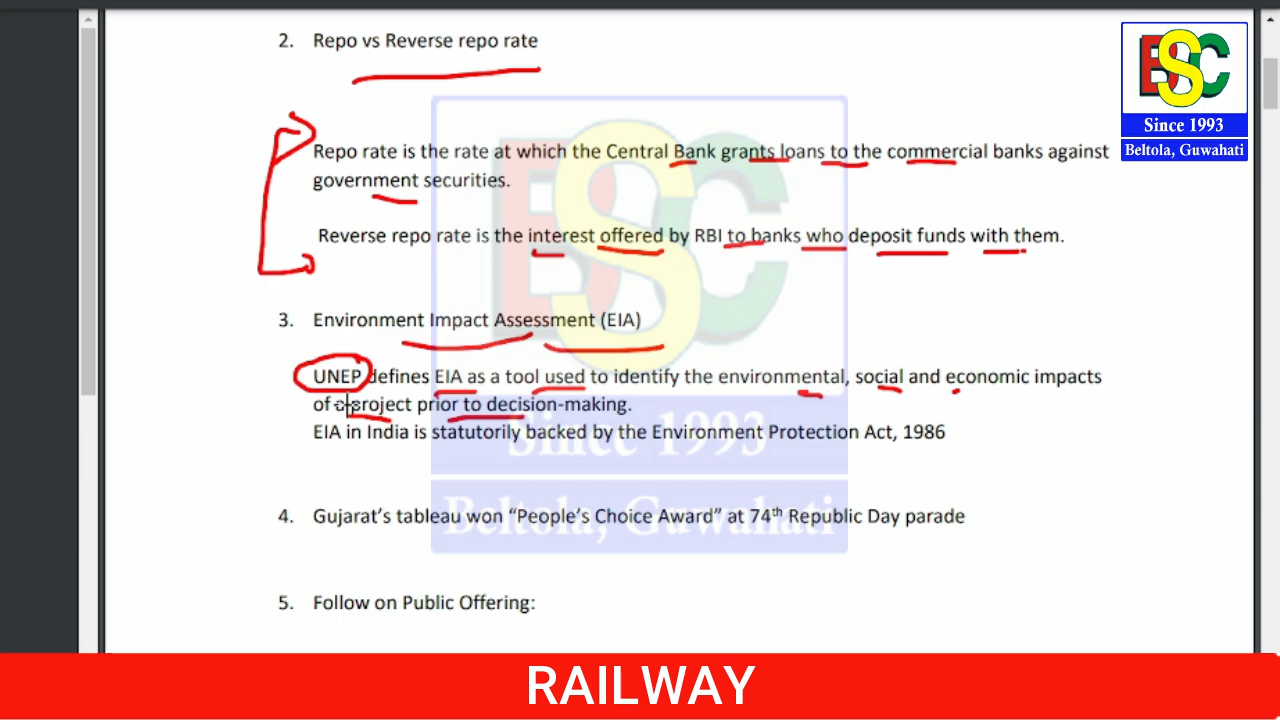 2. Repo vs Reverse repo rate
ESC
Since 1993
Beltola, Guwahati
Repo rate is the rate at which the Central Bank grants loans to the commercial banks against
government securities.
Reverse repo rate is the interest offered by RBI to banks who deposit funds with them.
3. Environment Impact Assessment (EIA)
UNEP defines EIA as a tool used to identify the environmental, social and economic impacts
of a project prior to decision-making.
EIA in India is statutorily backed by the Environment Protection Act, 1986
Since 1993
4. Gujarat’s tableau won “People’s Choice Award” at 74th Republic Day parade
Beltola, Guwahati
5. Follow on Public Offering:
RAILWAY